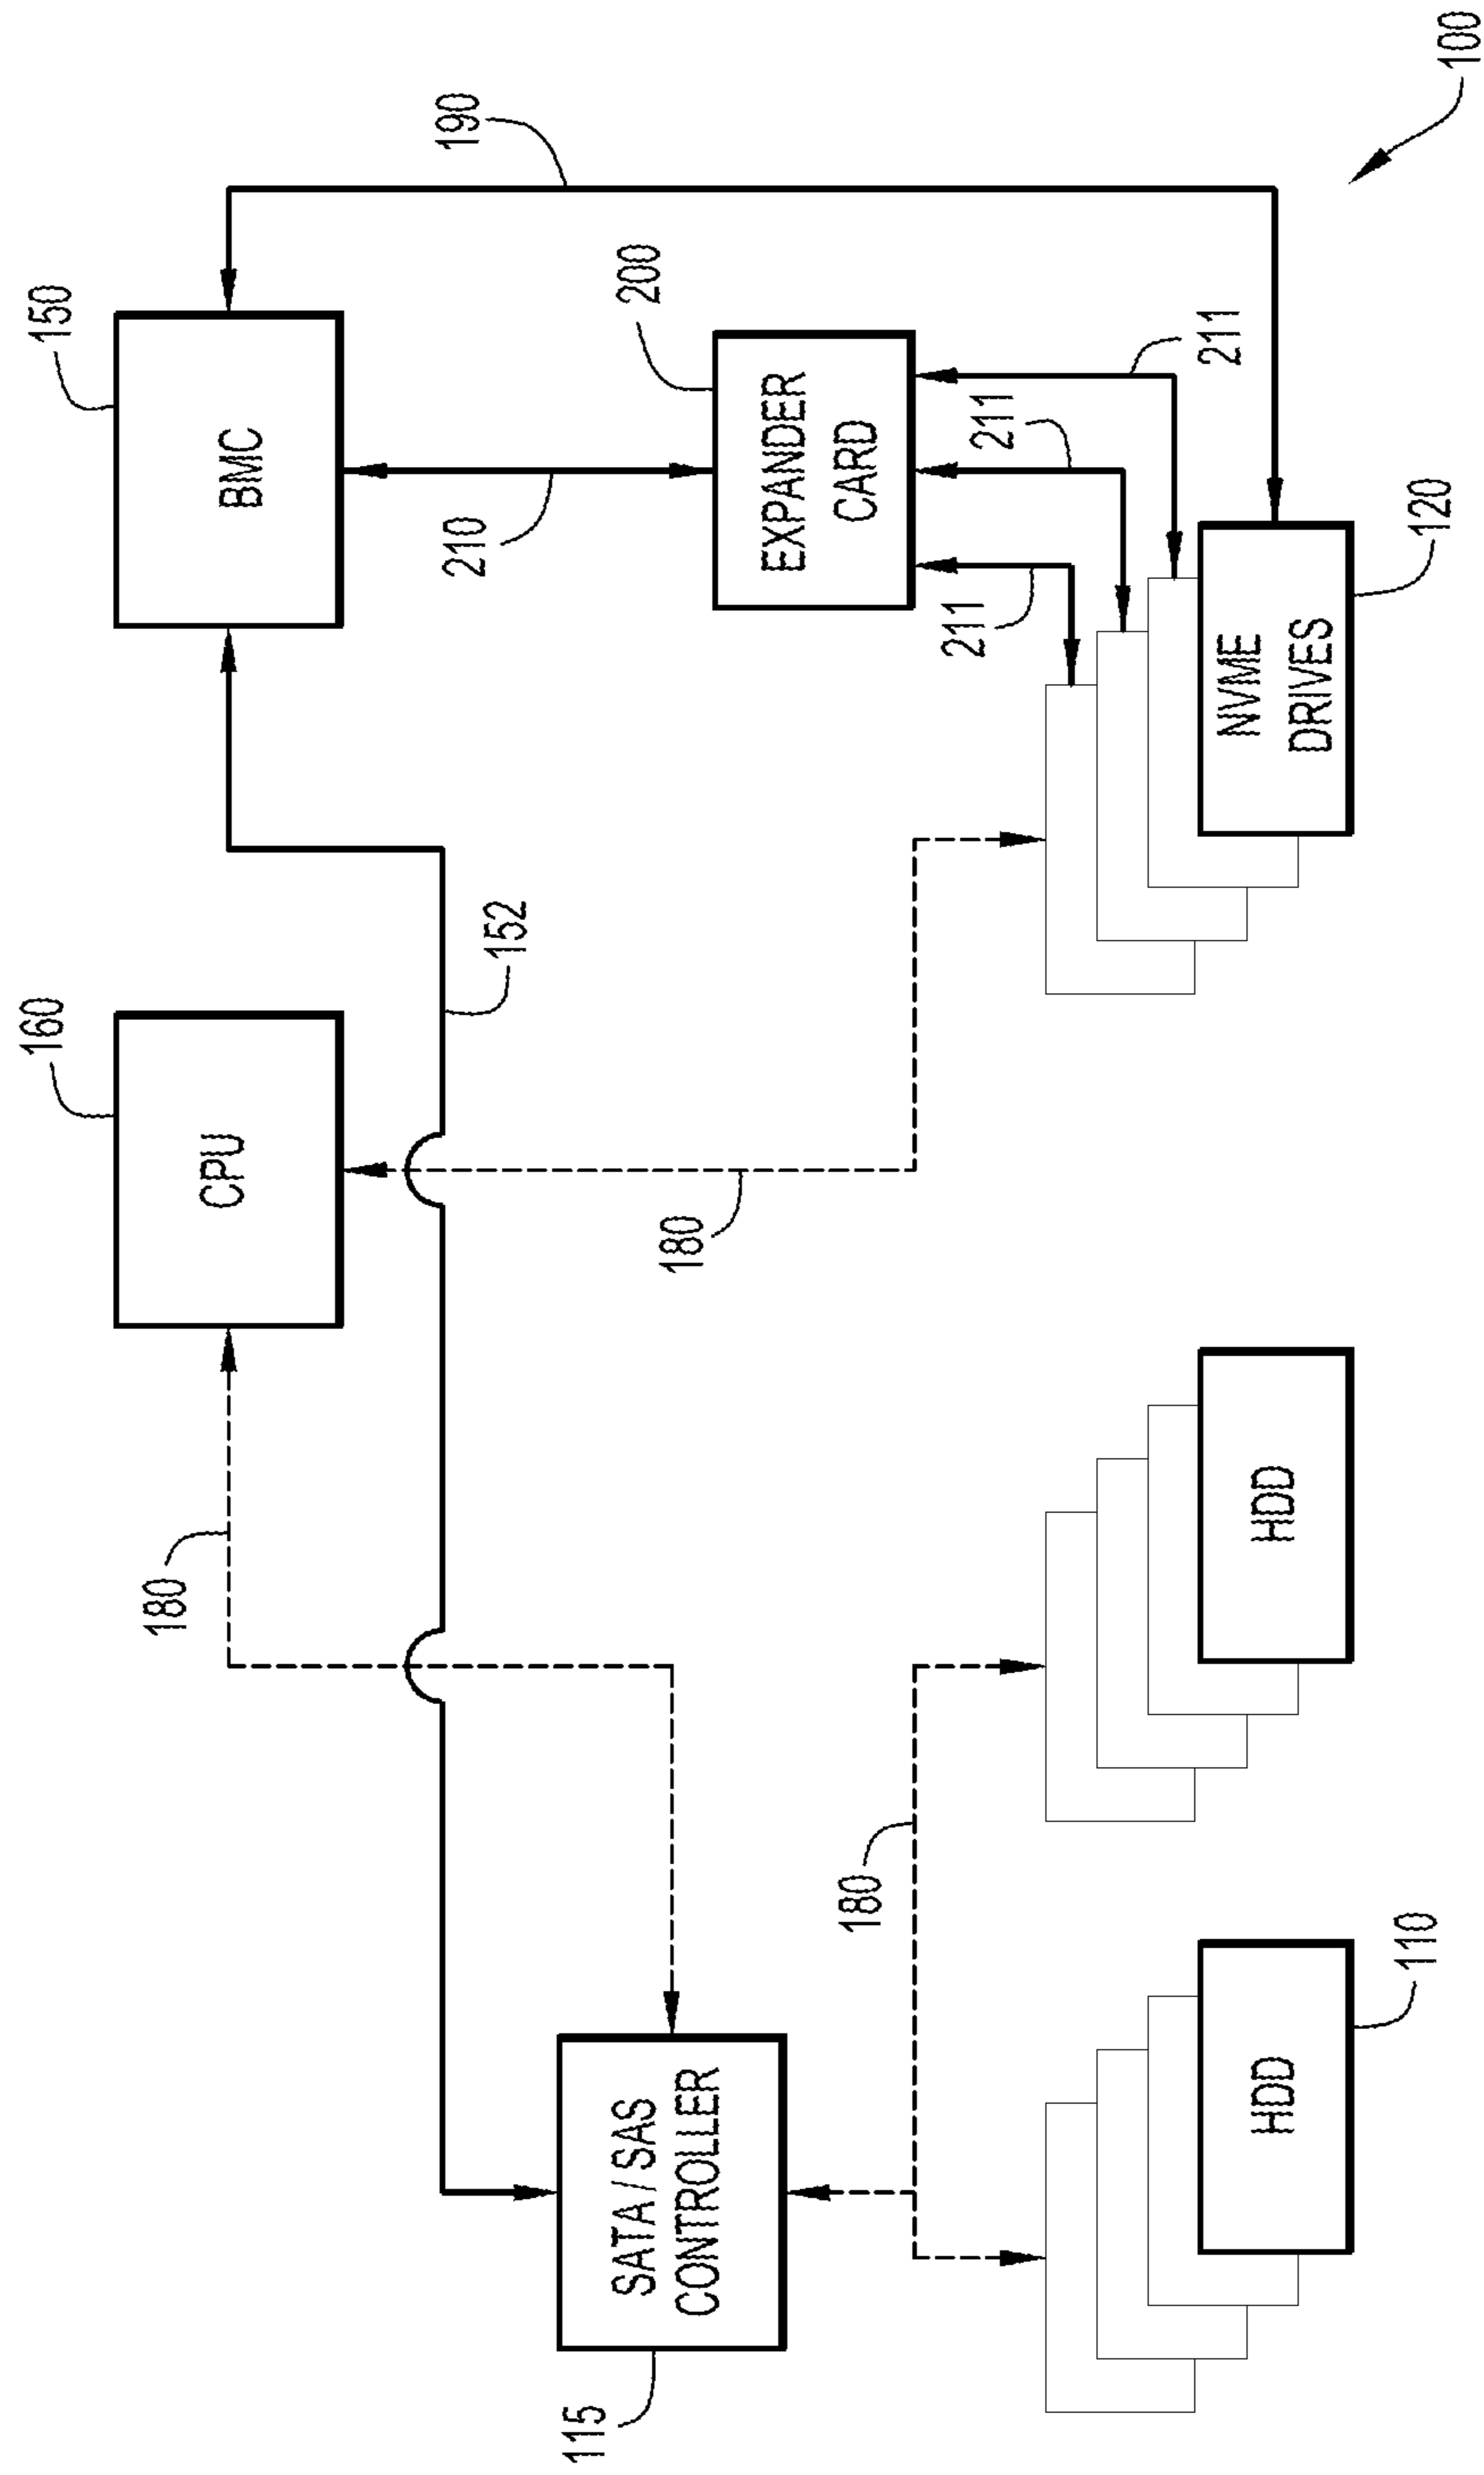 160
150
180
CPU
BMC
190
152
210
115
SATA / SAS
CONTROLLER
180
200
EXPANDER
CARD
180
211
211
211
HDD
HDD
NVME
DRIVES
110
120
100